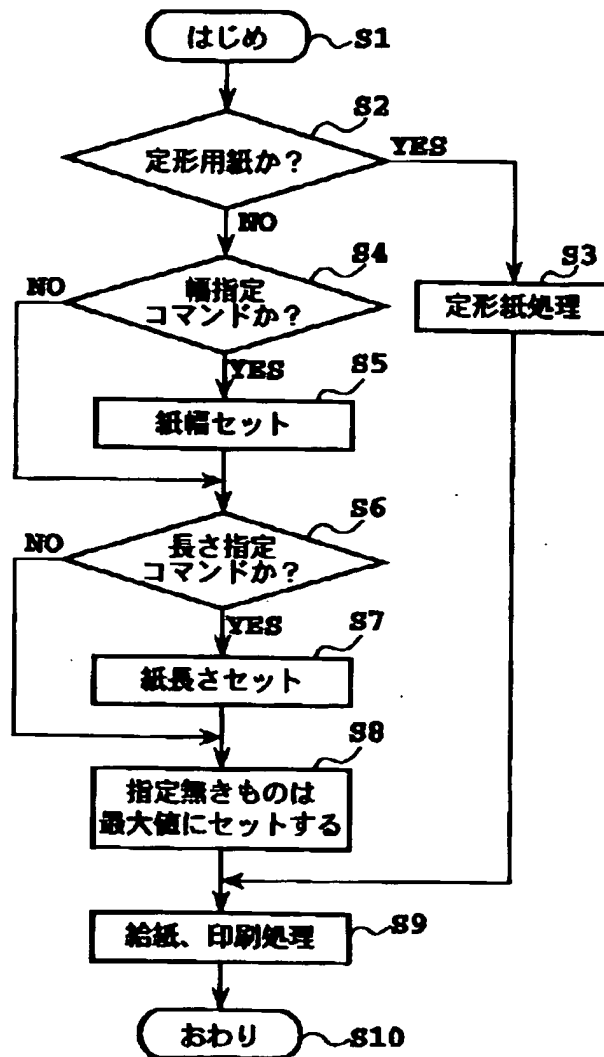 はじめ
S1
S2
定形用紙か?
YES
NO
S4
S3
NO
幅指定
コマンドか?
定形紙処理
YES
S5
紙幅セット
S6
NO
長さ指定
コマンドか?
YES
S7
紙長さセット
S8
指定無きものは
最大値にセットする
給紙、印刷処理
S9
おわり
S10